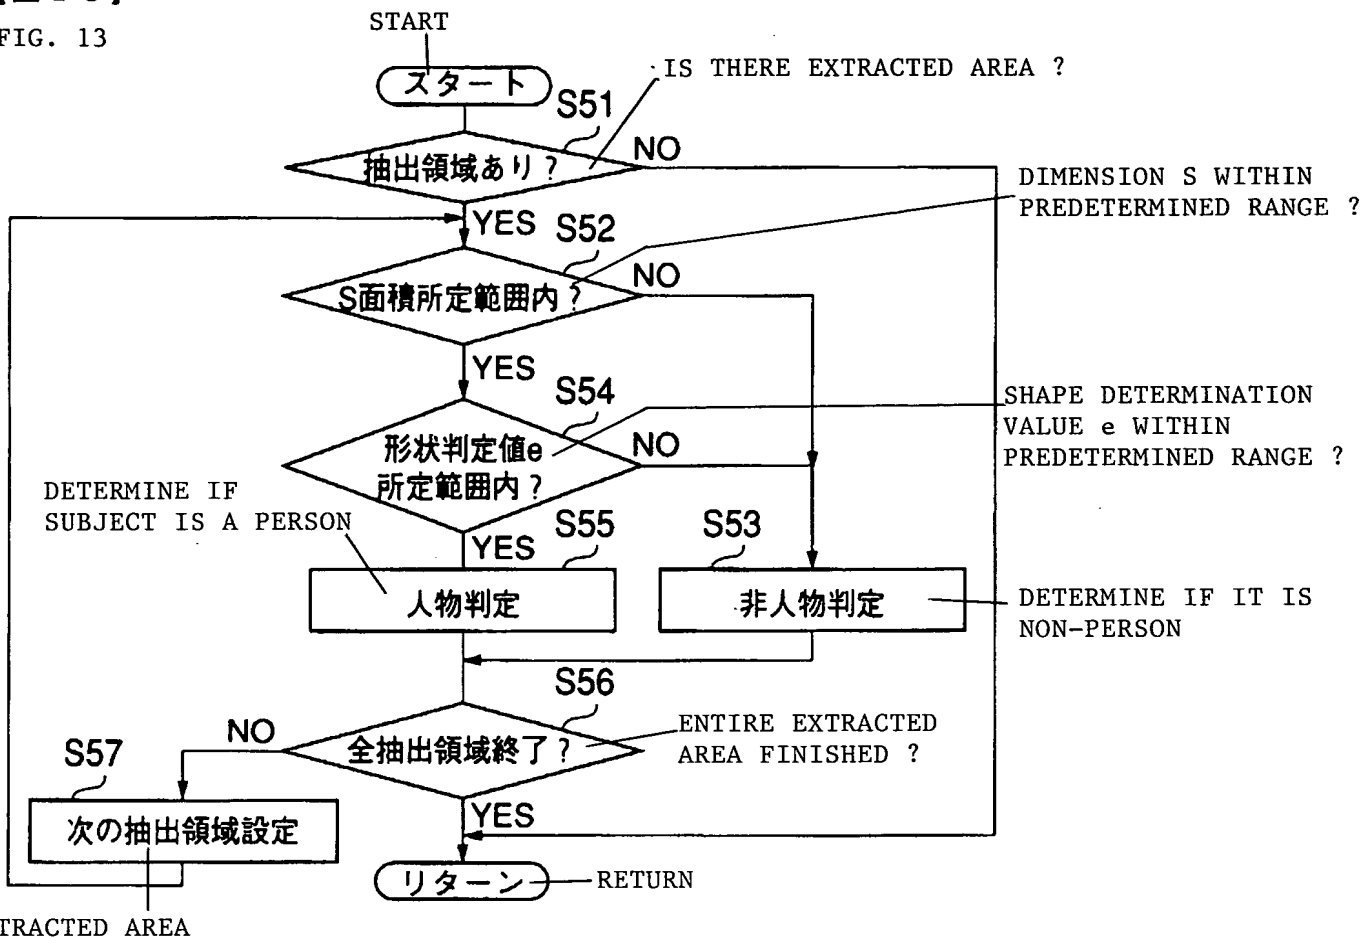 FIG. 13
START
スタート
IS THERE EXTRACTED AREA ?
S51
抽出領域あり?
NO
YES
DIMENSION S WITHIN
PREDETERMINED RANGE ?
S52
S面積所定範囲内?
NO
YES
SHAPE DETERMINATION
VALUE e WITHIN
PREDETERMINED RANGE ?
S54
形状判定値e
所定範囲内?
NO
YES
DETERMINE IF
SUBJECT IS A PERSON
S55
人物判定
S53
非人物判定
DETERMINE IF IT IS
NON-PERSON
S56
全抽出領域終了?
ENTIRE EXTRACTED
AREA FINISHED ?
NO
YES
S57
次の抽出領域設定
リターン
RETURN
TRACTED AREA